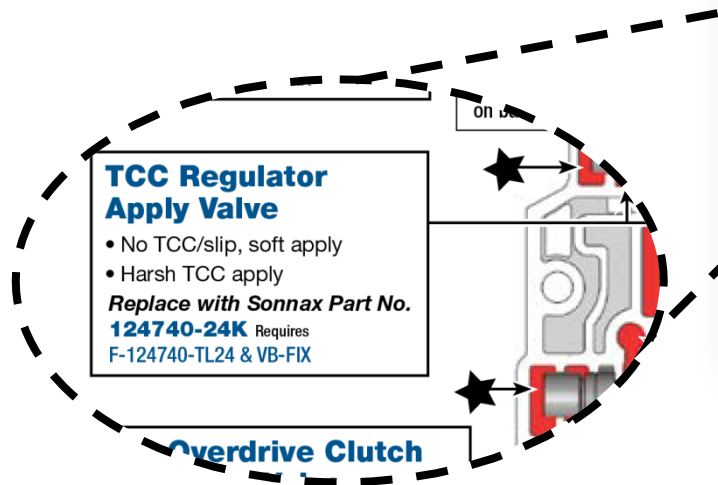 on
TCC Regulator
Apply Valve
• No TCC/slip, soft apply
• Harsh TCC apply
Replace with Sonnax Part No.
124740-24K Requires
F-124740-TL24 & VB-FIX
Overdrive Clutch